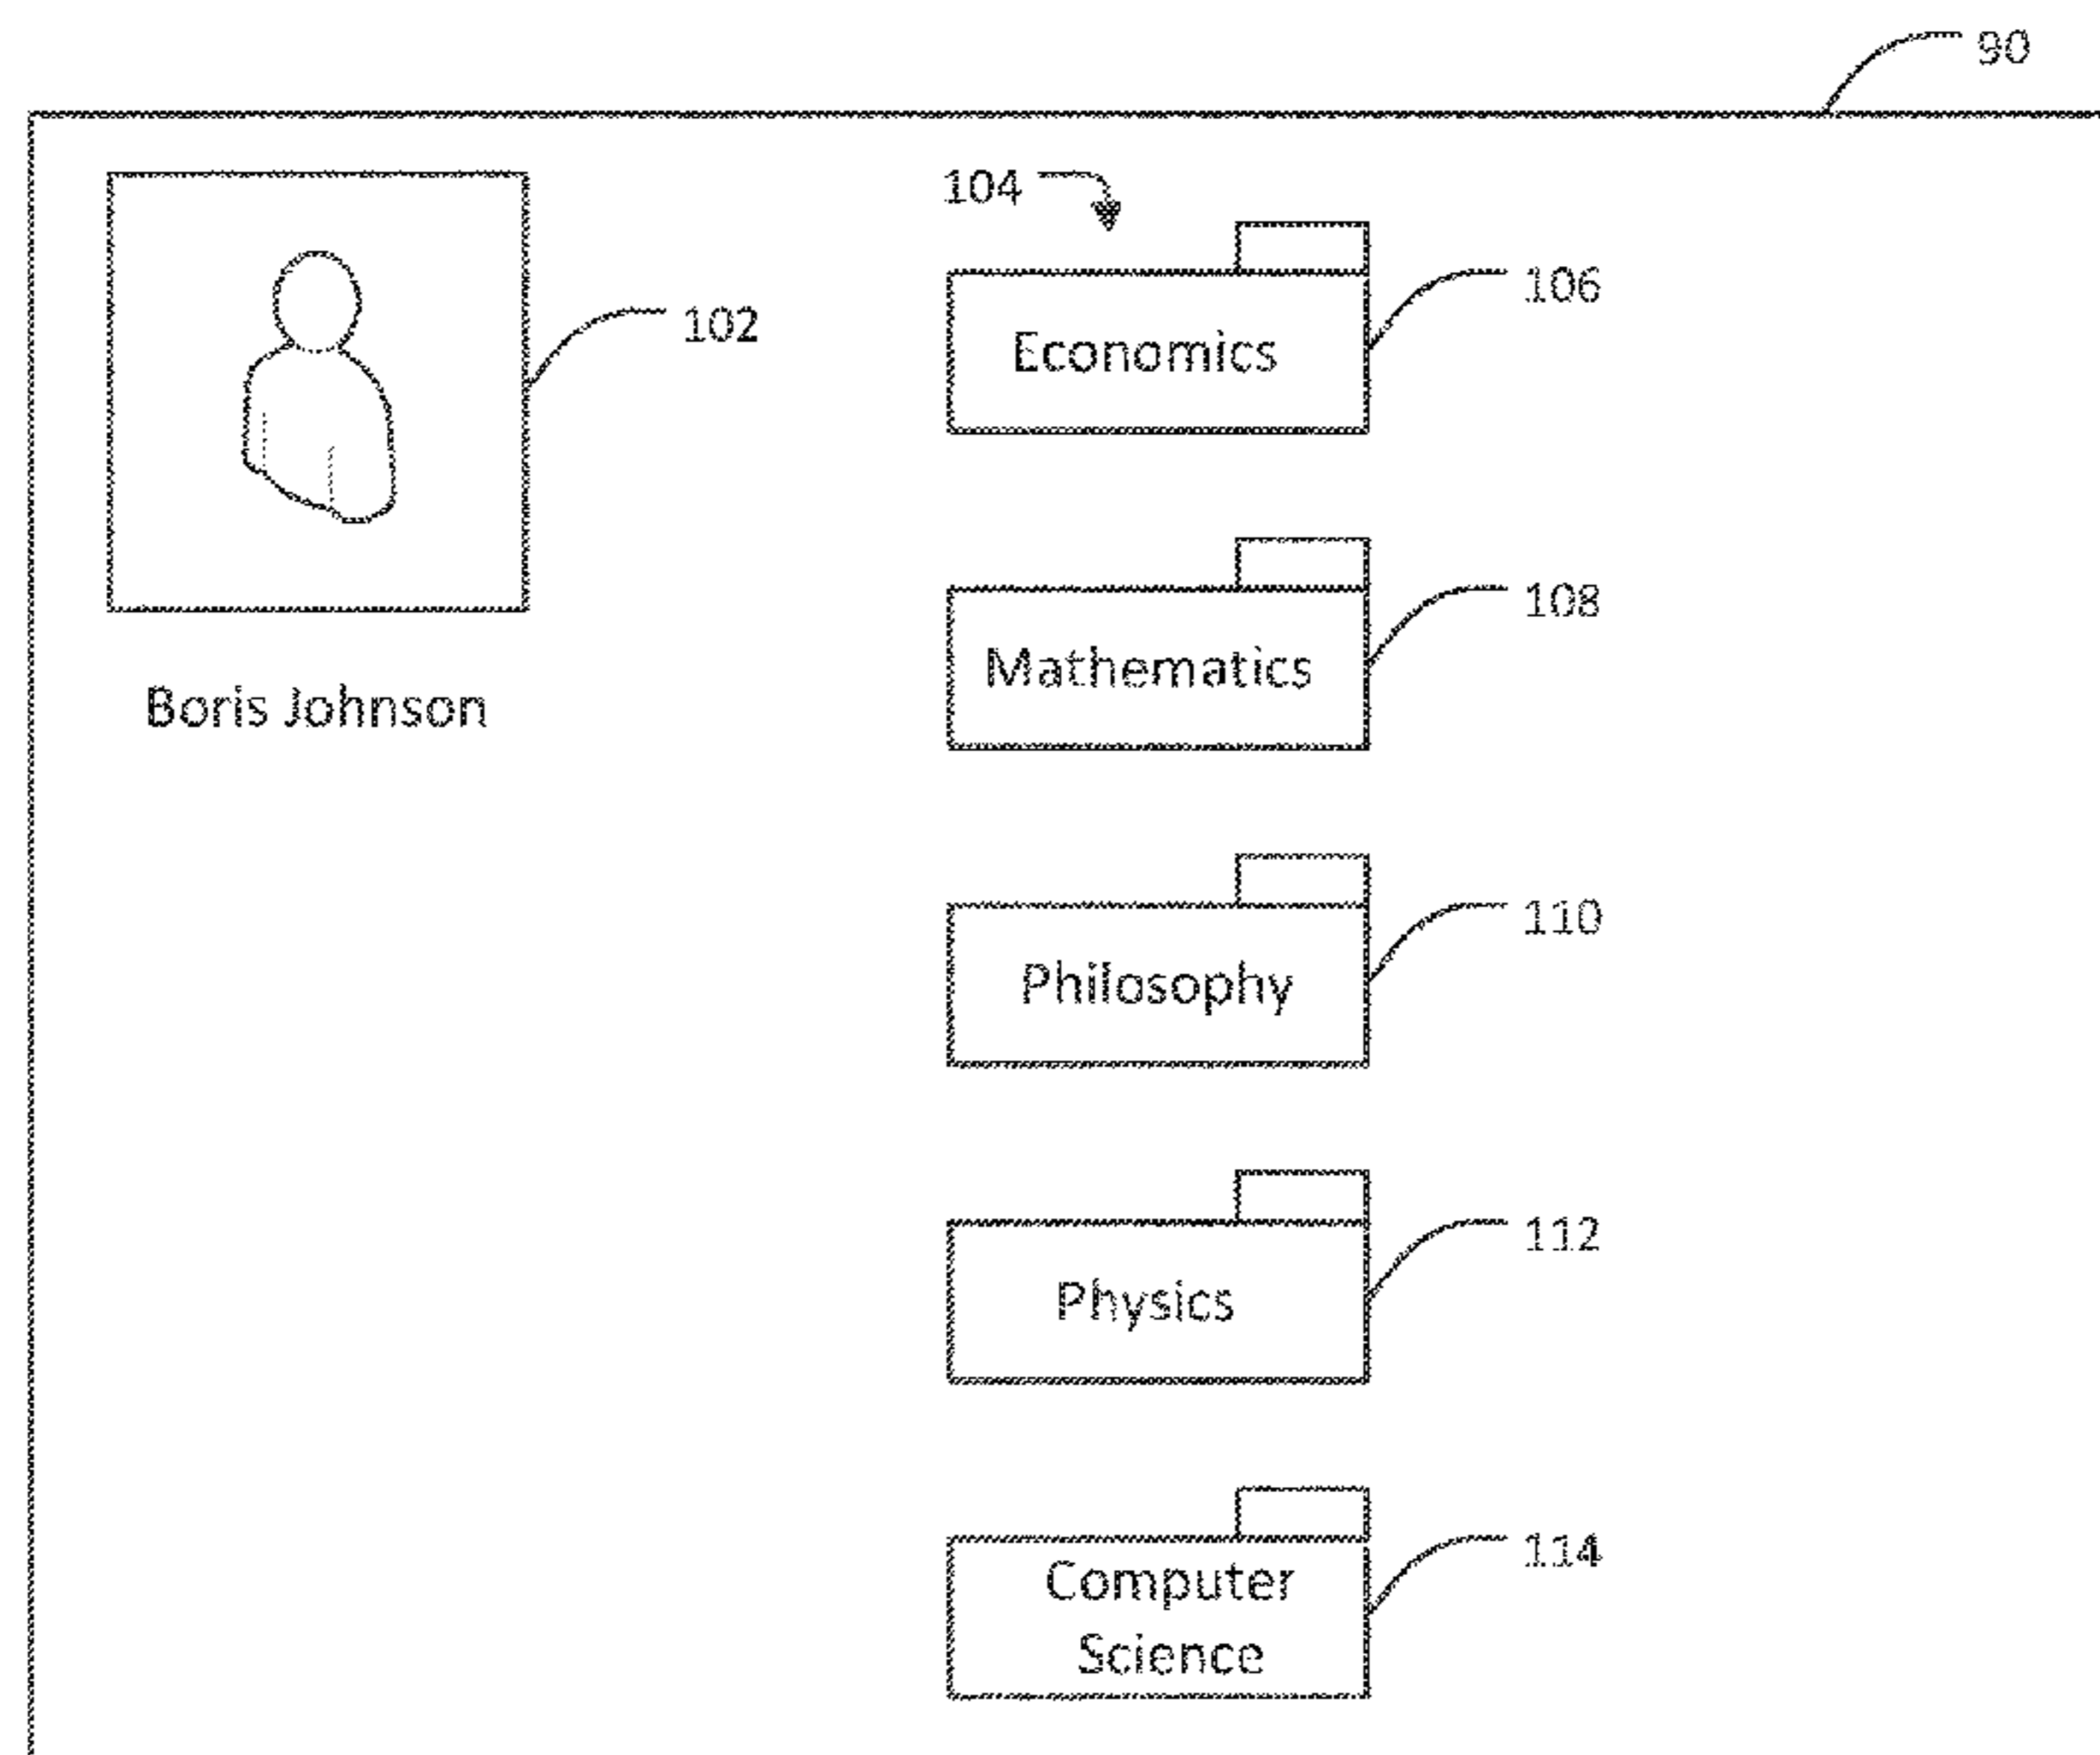 90
104
106
Economics
102
108
Mathematics
Boris Johnson
110
Philosophy
112
Physics
114
Computer
Science